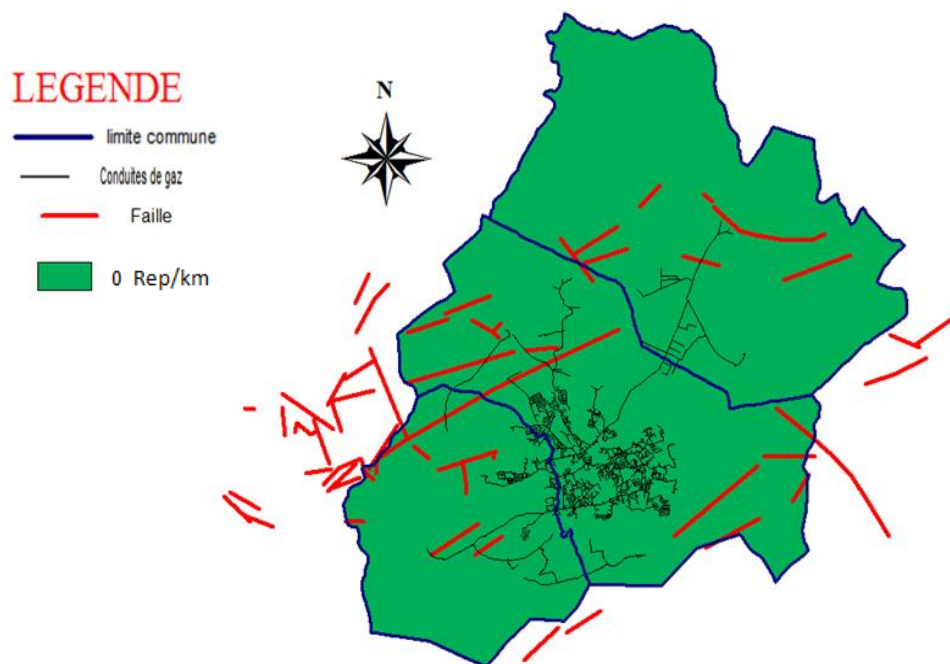 LEGENDE
limite commune
Conduites de gaz
Faille
0 Rep/km
N